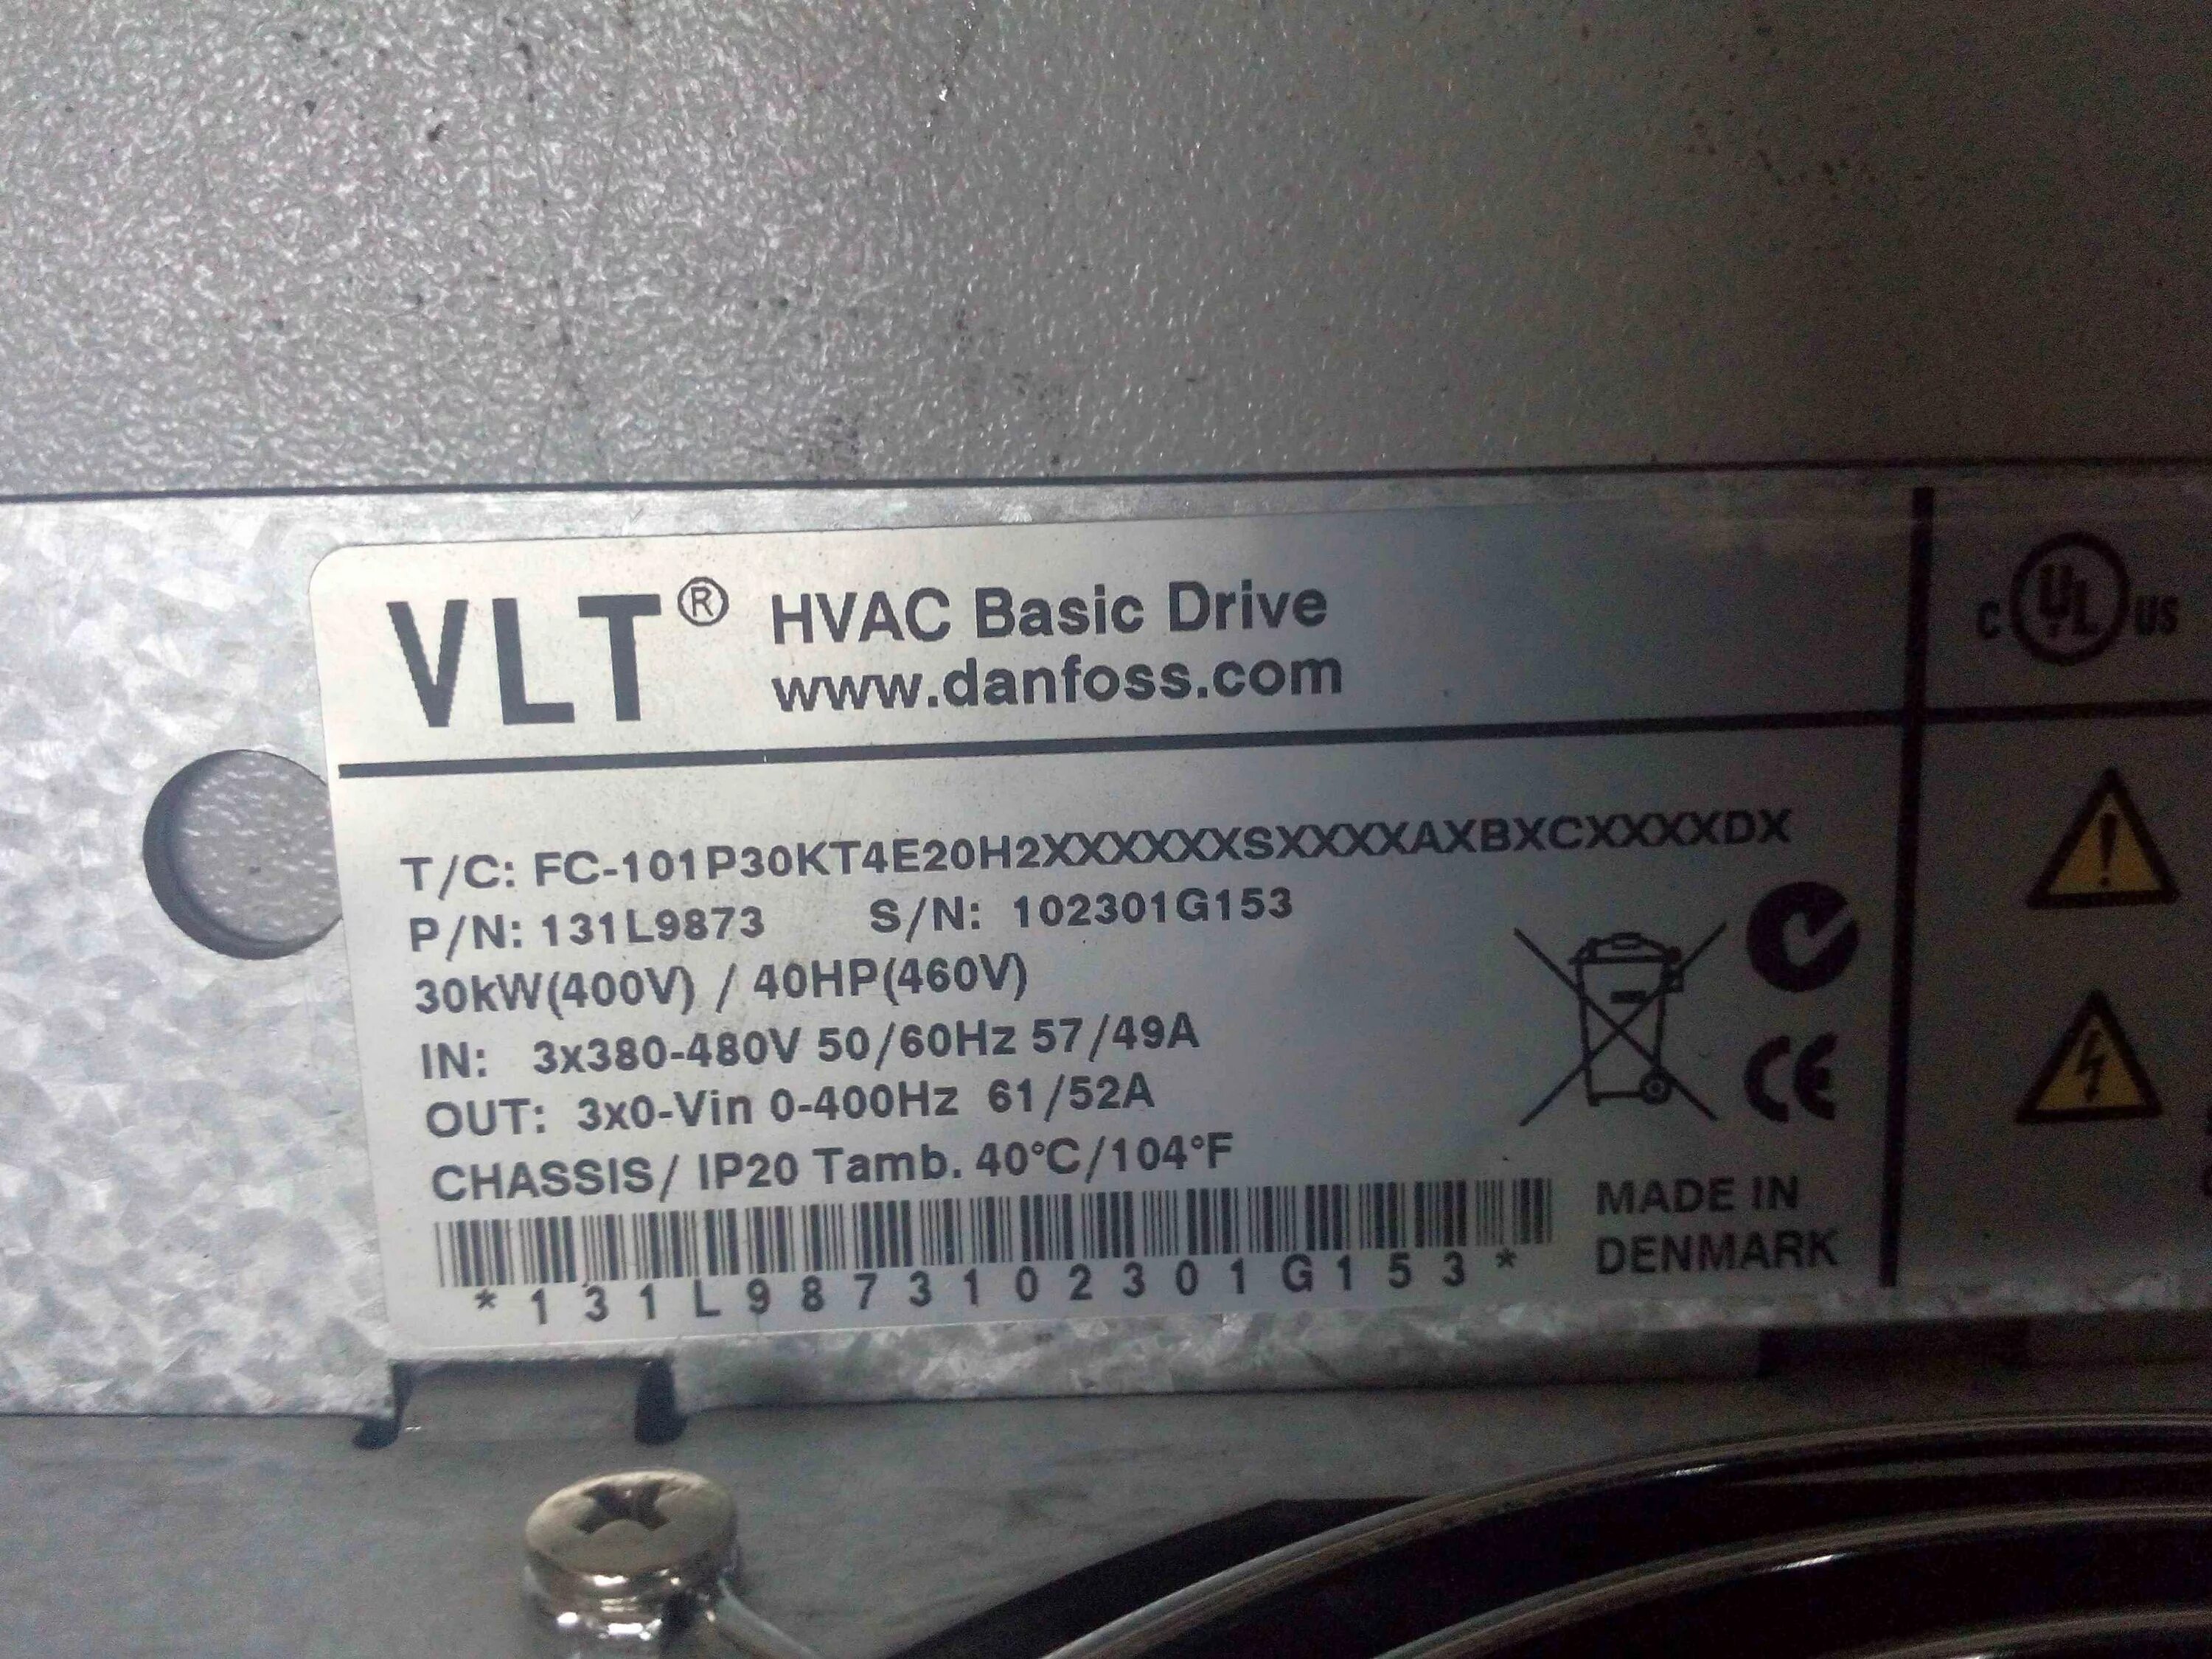 VLT® HVAC Basic Drive
www.danfoss.com
C UL US
T/C: FC-101P30KT4E20H2XXXXXXSXXXXAXBXCXXXXDX
P/N: 131L9873 S/N: 102301G153
30kW(400V) / 40HP(460V)
IN: 3x380-480V 50/60Hz 57/49A
OUT: 3x0-Vin 0-400Hz 61/52A
CHASSIS/ IP20 Tamb. 40°C/104°F
*131L9873102301G153*
CE
MADE IN
DENMARK